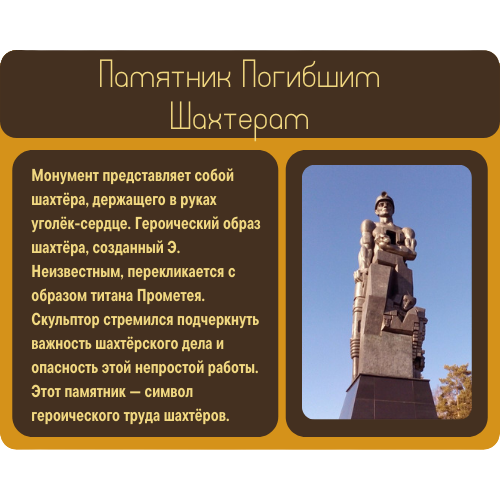 Памятник Погибшим
Шахтерам
Монумент представляет собой
шахтёра, держащего в руках
уголёк-сердце. Героический образ
шахтёра, созданный Э.
Неизвестным, перекликается с
образом титана Прометея.
Скульптор стремился подчеркнуть
важность шахтёрского дела и
опасность этой непростой работы.
Этот памятник — символ
героического труда шахтёров.